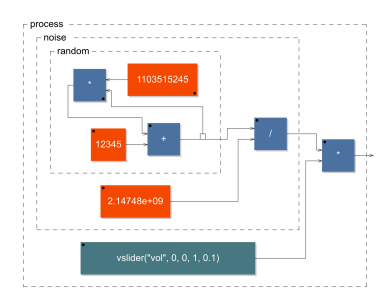 process
noise
random
*
1103515245
12345
+
/
*
2.14748e+09
vslider("vol", 0, 0, 1, 0.1)